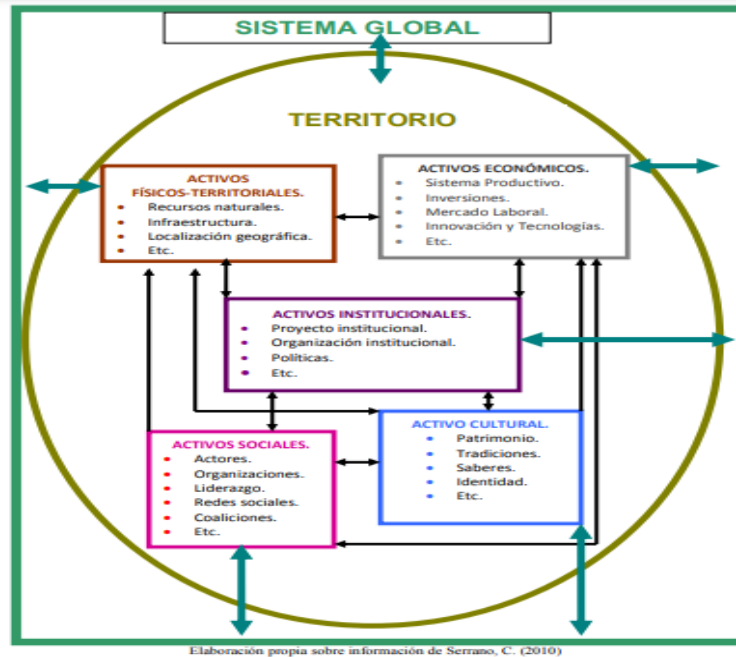 SISTEMA GLOBAL
TERRITORIO
ACTIVOS
FÍSICOS-TERRITORIALES.
• Recursos naturales.
• Infraestructura.
• Localización geográfica.
• Etc.
ACTIVOS ECONÓMICOS.
• Sistema Productivo.
• Inversiones.
• Mercado Laboral.
• Innovación y Tecnologías.
• Etc.
ACTIVOS INSTITUCIONALES.
• Proyecto institucional.
• Organización institucional.
• Políticas.
• Etc.
ACTIVOS SOCIALES.
• Actores.
• Organizaciones.
• Liderazgo.
• Redes sociales.
• Coaliciones.
• Etc.
ACTIVO CULTURAL.
• Patrimonio.
• Tradiciones.
• Saberes.
• Identidad.
• Etc.
Elaboración propia sobre información de Serrano, C. (2010)